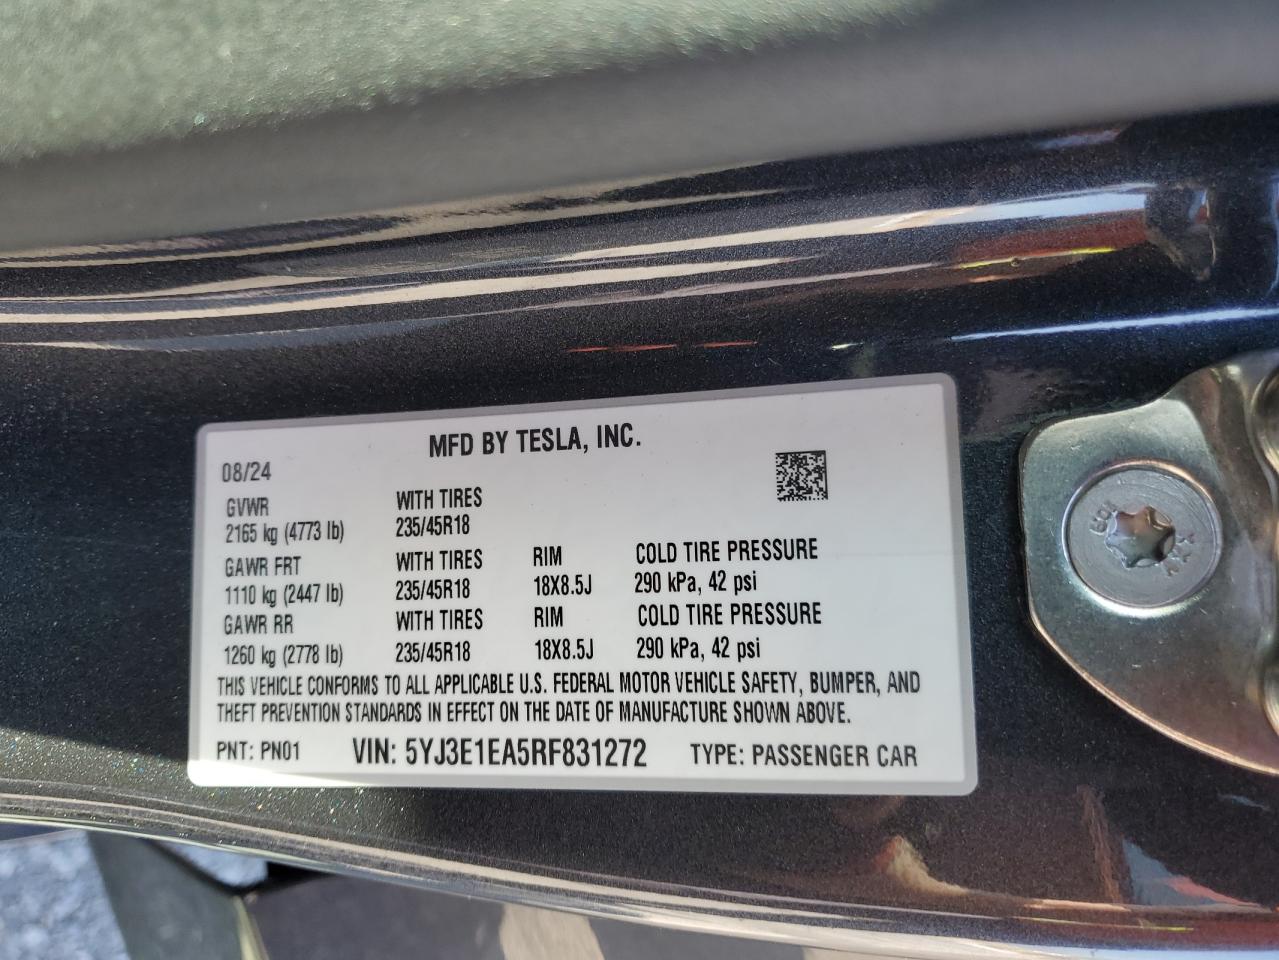 MFD BY TESLA, INC.
08/24
GVWR WITH TIRES
2165 kg (4773 lb) 235/45R18
GAWR FRT WITH TIRES RIM COLD TIRE PRESSURE
1110 kg (2447 lb) 235/45R18 18X8.5J 290 kPa, 42 psi
GAWR RR WITH TIRES RIM COLD TIRE PRESSURE
1260 kg (2778 lb) 235/45R18 18X8.5J 290 kPa, 42 psi
THIS VEHICLE CONFORMS TO ALL APPLICABLE U.S. FEDERAL MOTOR VEHICLE SAFETY, BUMPER, AND
THEFT PREVENTION STANDARDS IN EFFECT ON THE DATE OF MANUFACTURE SHOWN ABOVE.
PNT: PN01 VIN: 5YJ3E1EA5RF831272 TYPE: PASSENGER CAR